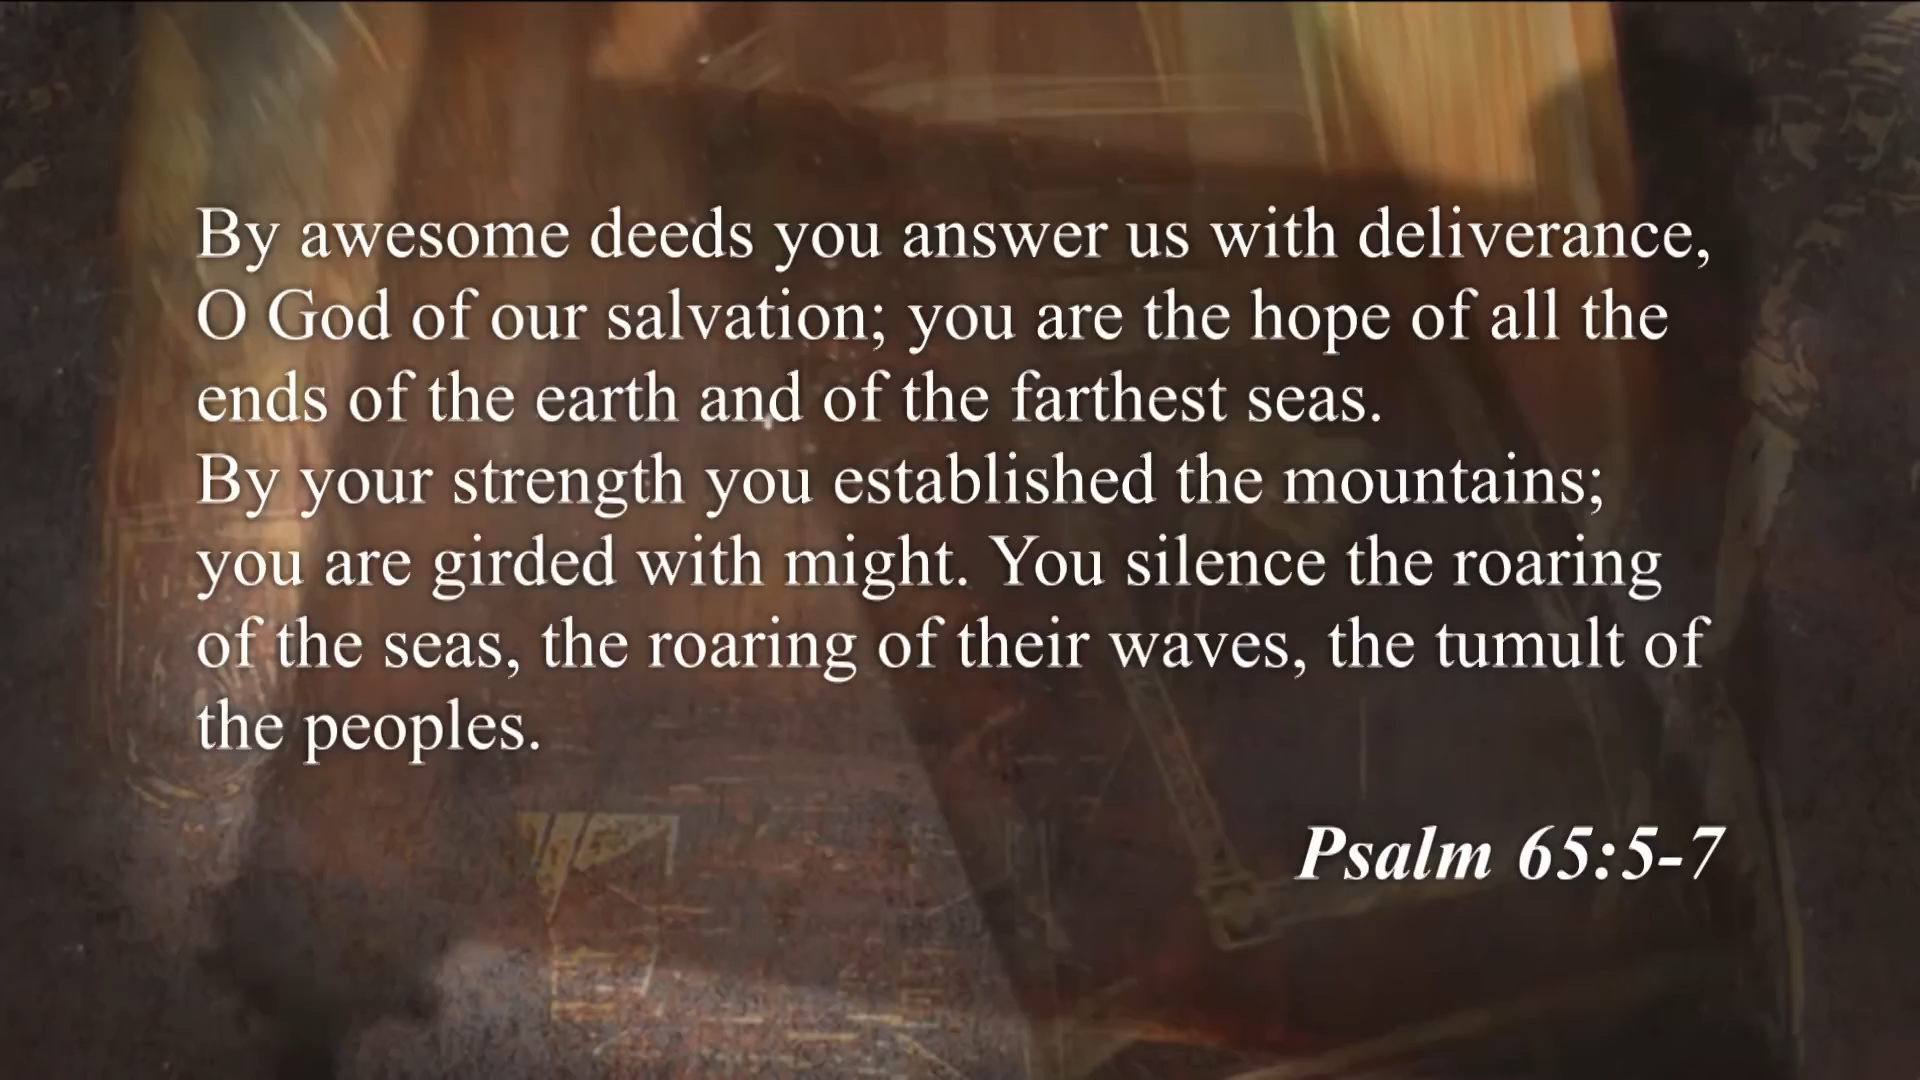 By awesome deeds you answer us with deliverance,
O God of our salvation; you are the hope of all the
ends of the earth and of the farthest seas.
By your strength you established the mountains;
you are girded with might. You silence the roaring
of the seas, the roaring of their waves, the tumult of
the peoples.
Psalm 65:5-7